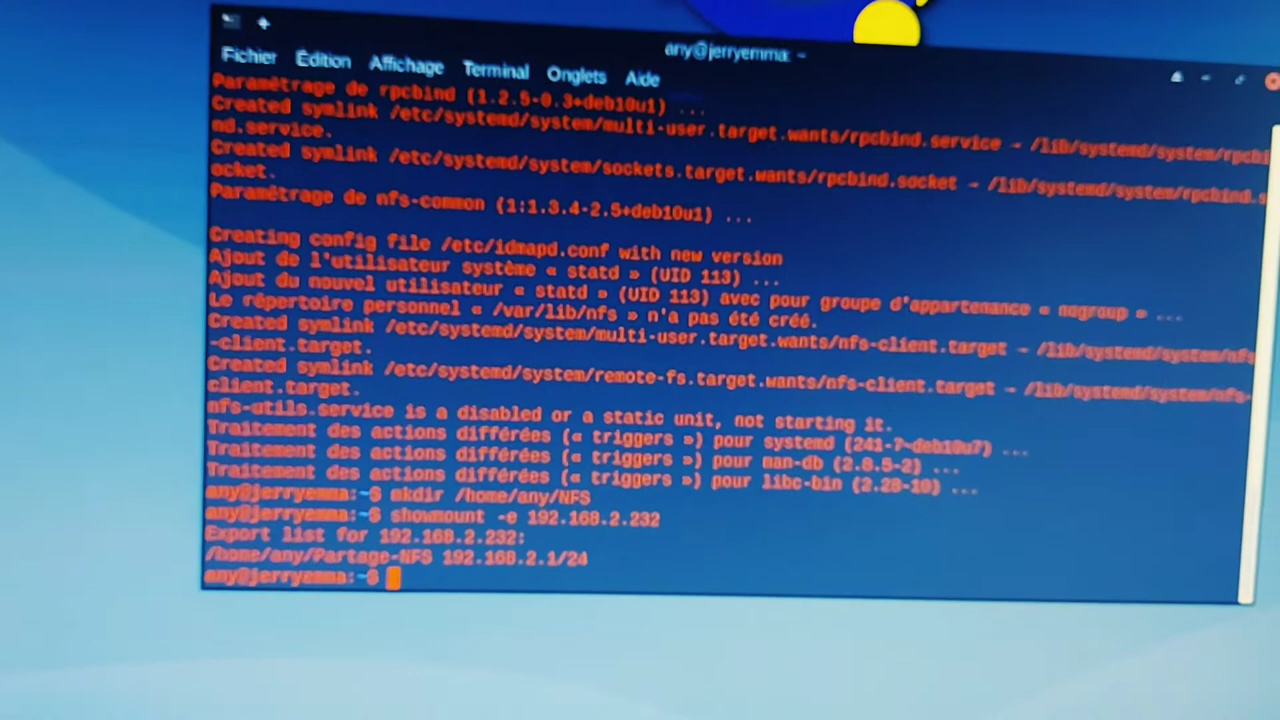 any@jerryemma: ~
Fichier Édition Affichage Terminal Onglets Aide
Paramétrage de rpcbind (1.2.5-0.3+deb10u1) ...
Created symlink /etc/systemd/system/multi-user.target.wants/rpcbind.service → /lib/systemd/system/rpcbi
nd.service.
Created symlink /etc/systemd/system/sockets.target.wants/rpcbind.socket → /lib/systemd/system/rpcbind.s
ocket.
Paramétrage de nfs-common (1:1.3.4-2.5+deb10u1) ...
Creating config file /etc/idmapd.conf with new version
Ajout de l'utilisateur système « statd » (UID 113) ...
Ajout du nouvel utilisateur « statd » (UID 113) avec pour groupe d'appartenance « nogroup » ...
Le répertoire personnel « /var/lib/nfs » n'a pas été créé.
Created symlink /etc/systemd/system/multi-user.target.wants/nfs-client.target → /lib/systemd/system/nfs
-client.target.
Created symlink /etc/systemd/system/remote-fs.target.wants/nfs-client.target → /lib/systemd/system/nfs-
client.target.
nfs-utils.service is a disabled or a static unit, not starting it.
Traitement des actions différées (« triggers ») pour systemd (241-7~deb10u7) ...
Traitement des actions différées (« triggers ») pour man-db (2.8.5-2) ...
Traitement des actions différées (« triggers ») pour libc-bin (2.28-10) ...
any@jerryemma:~$ mkdir /home/any/NFS
any@jerryemma:~$ showmount -e 192.168.2.232
Export list for 192.168.2.232:
/home/any/Partage-NFS 192.168.2.1/24
any@jerryemma:~$